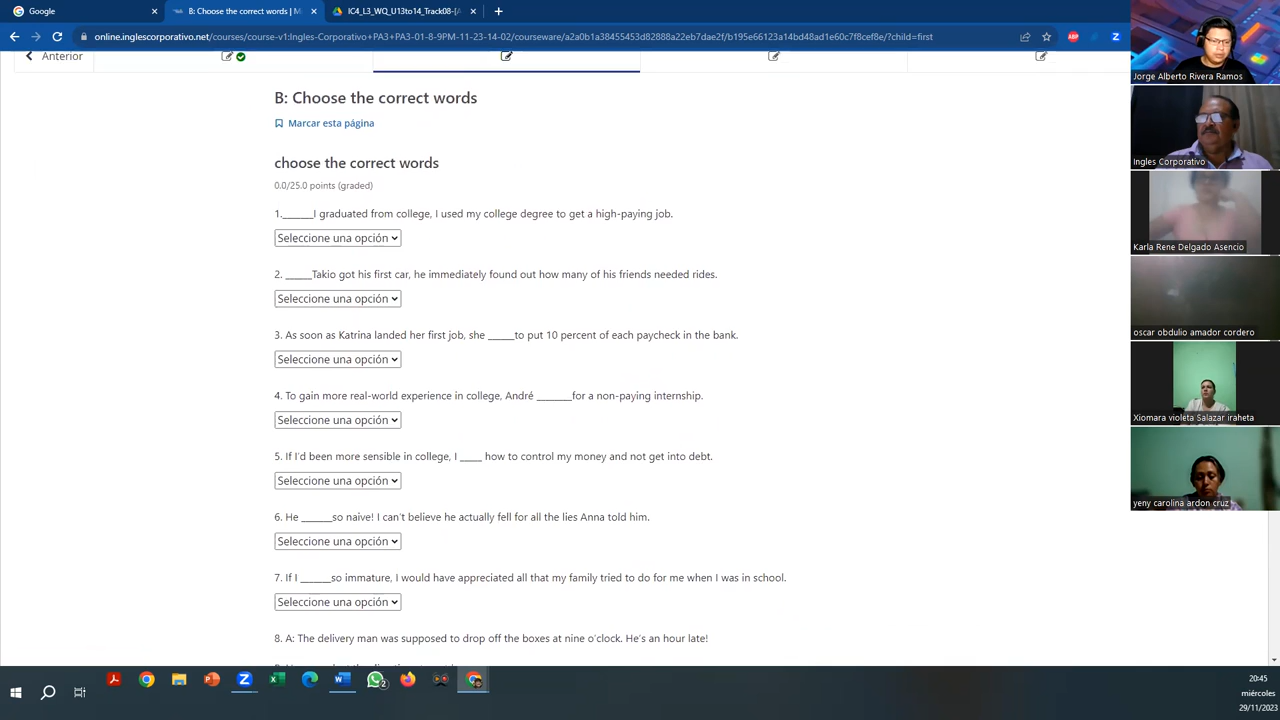 Google
B: Choose the correct words | M
IC4_L3_WQ_U13to14_Track08-[A
online.inglescorporativo.net/courses/course-v1:Ingles-Corporativo+PA3+PA3-01-8-9PM-11-23-14-02/courseware/a2a0b1a38455453d82888e22eb7dae2f/b195e66123a14bd48ad1e60c7f8cef8e/?child=first
Anterior
B: Choose the correct words
Marcar esta página
choose the correct words
0.0/25.0 points (graded)
1.______I graduated from college, I used my college degree to get a high-paying job.
Seleccione una opción
2. _____Takio got his first car, he immediately found out how many of his friends needed rides.
Seleccione una opción
3. As soon as Katrina landed her first job, she _____to put 10 percent of each paycheck in the bank.
Seleccione una opción
4. To gain more real-world experience in college, André _______for a non-paying internship.
Seleccione una opción
5. If I'd been more sensible in college, I ____ how to control my money and not get into debt.
Seleccione una opción
6. He ______so naive! I can't believe he actually fell for all the lies Anna told him.
Seleccione una opción
7. If I ______so immature, I would have appreciated all that my family tried to do for me when I was in school.
Seleccione una opción
8. A: The delivery man was supposed to drop off the boxes at nine o'clock. He's an hour late!
Jorge Alberto Rivera Ramos
Ingles Corporativo
Karla Rene Delgado Asencio
oscar obdulio amador cordero
Xiomara violeta Salazar iraheta
yeny carolina ardon cruz
2
20:45
miércoles
29/11/2023